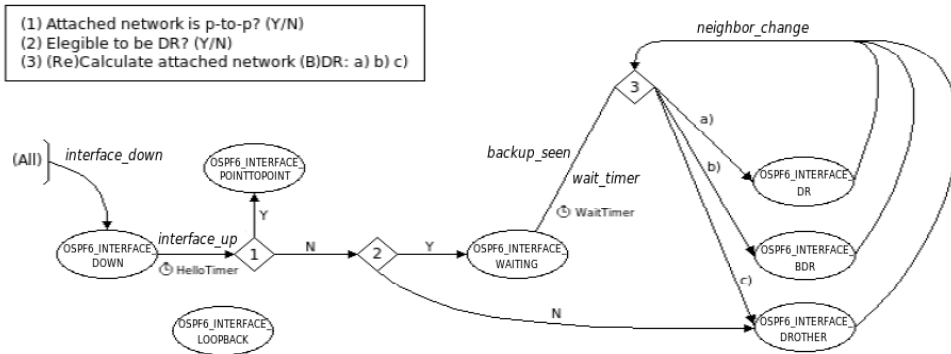 (1) Attached network is p-to-p? (Y/N)
(2) Elegible to be DR? (Y/N)
(3) (Re)Calculate attached network (B)DR: a) b) c)
neighbor_change
3
a)
(All)
interface_down
OSPF6_INTERFACE_
POINTTOPOINT
backup_seen
b)
wait_timer
OSPF6_INTERFACE_
DR
Y
WaitTimer
OSPF6_INTERFACE_
DOWN
interface_up
HelloTimer
1
N
2
Y
OSPF6_INTERFACE_
WAITING
OSPF6_INTERFACE_
BDR
c)
N
OSPF6_INTERFACE_
LOOPBACK
OSPF6_INTERFACE_
DROTHER